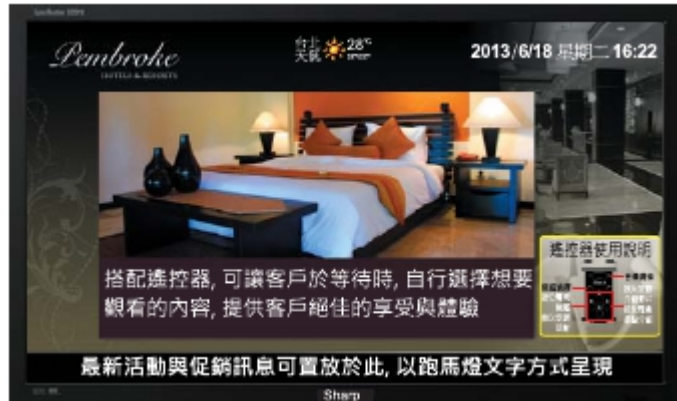 Pembroke
HOTELS & RESORTS
台北
天氣
28°
2013/6/18 星期二 16:22
搭配遙控器, 可讓客戶於等待時, 自行選擇想要
觀看的內容, 提供客戶絕佳的享受與體驗
遙控器使用說明
最新活動與促銷訊息可置放於此, 以跑馬燈文字方式呈現
Sharp